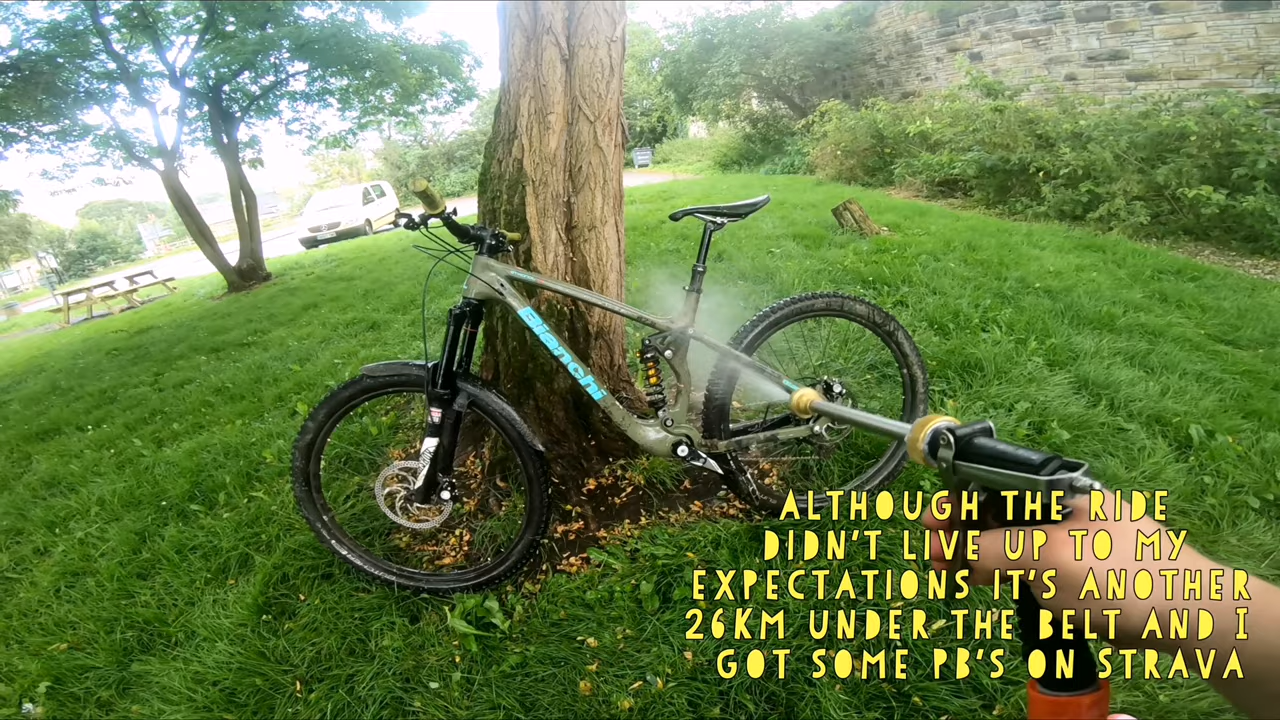 Bianchi
ALTHOUGH THE RIDE
DIDN'T LIVE UP TO MY
EXPECTATIONS IT'S ANOTHER
26KM UNDER THE BELT AND I
GOT SOME PB'S ON STRAVA